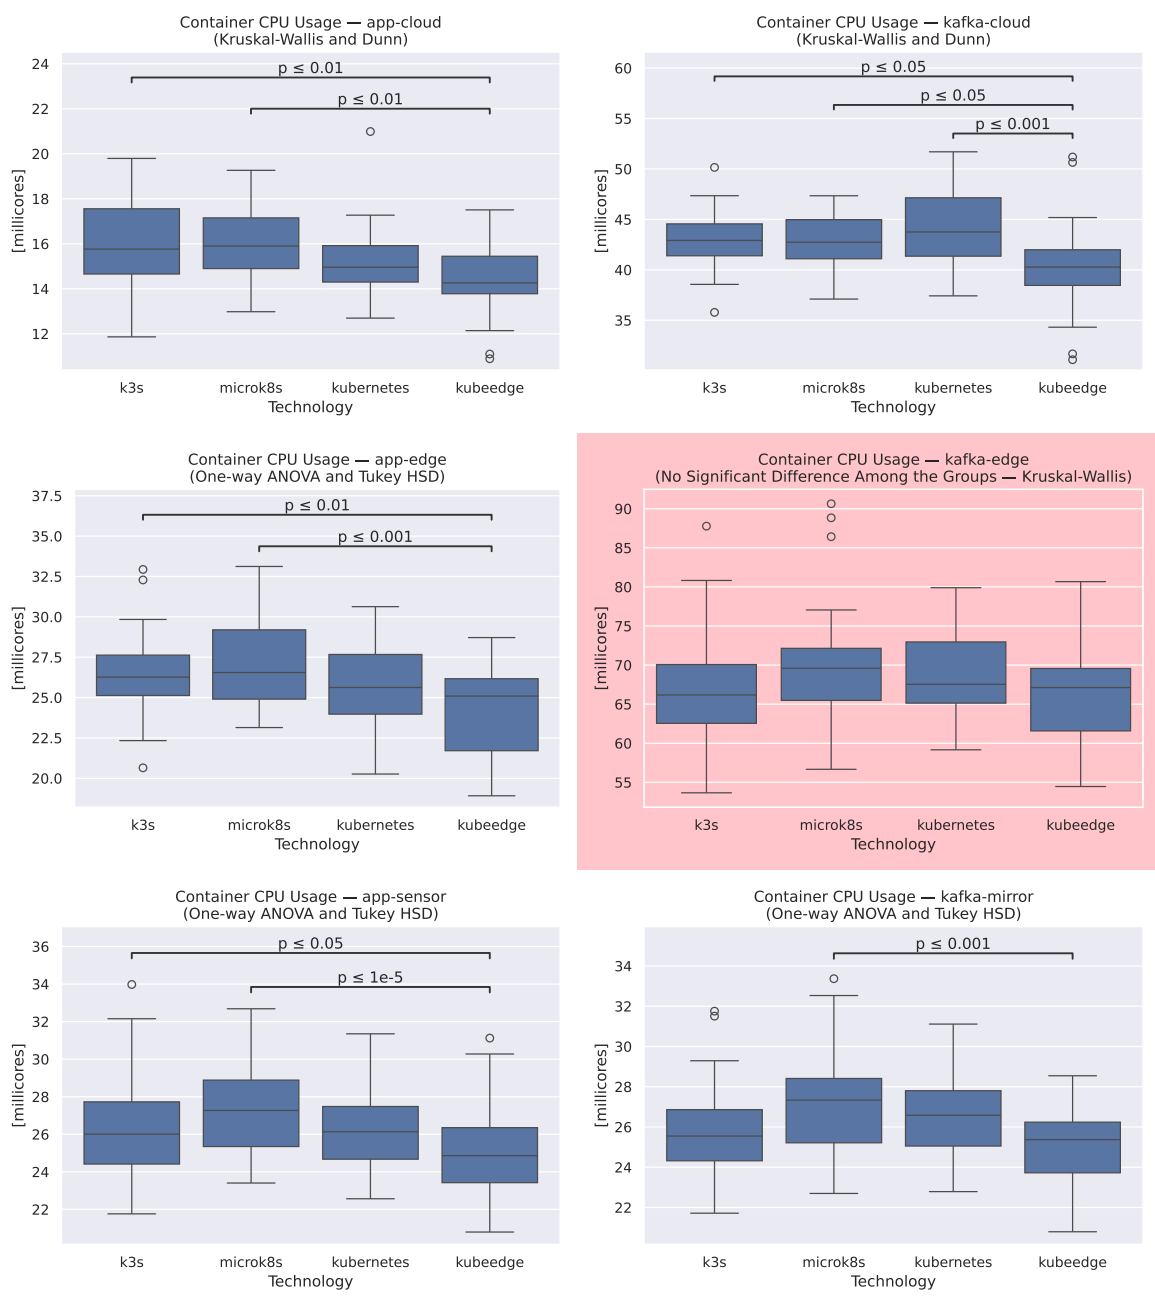 Container CPU Usage — app-cloud
(Kruskal-Wallis and Dunn)
24
22
20
18
16
14
12
[millicores]
p ≤ 0.01
p ≤ 0.01
k3s
microk8s
kubernetes
kubeedge
Technology
Container CPU Usage — kafka-cloud
(Kruskal-Wallis and Dunn)
60
55
50
45
40
35
[millicores]
p ≤ 0.05
p ≤ 0.05
p ≤ 0.001
k3s
microk8s
kubernetes
kubeedge
Technology
Container CPU Usage — app-edge
(One-way ANOVA and Tukey HSD)
37.5
35.0
32.5
30.0
27.5
25.0
22.5
20.0
[millicores]
p ≤ 0.01
p ≤ 0.001
k3s
microk8s
kubernetes
kubeedge
Technology
Container CPU Usage — kafka-edge
(No Significant Difference Among the Groups — Kruskal-Wallis)
90
85
80
75
70
65
60
55
[millicores]
k3s
microk8s
kubernetes
kubeedge
Technology
Container CPU Usage — app-sensor
(One-way ANOVA and Tukey HSD)
36
34
32
30
28
26
24
22
[millicores]
p ≤ 0.05
p ≤ 1e-5
k3s
microk8s
kubernetes
kubeedge
Technology
Container CPU Usage — kafka-mirror
(One-way ANOVA and Tukey HSD)
34
32
30
28
26
24
22
[millicores]
p ≤ 0.001
k3s
microk8s
kubernetes
kubeedge
Technology